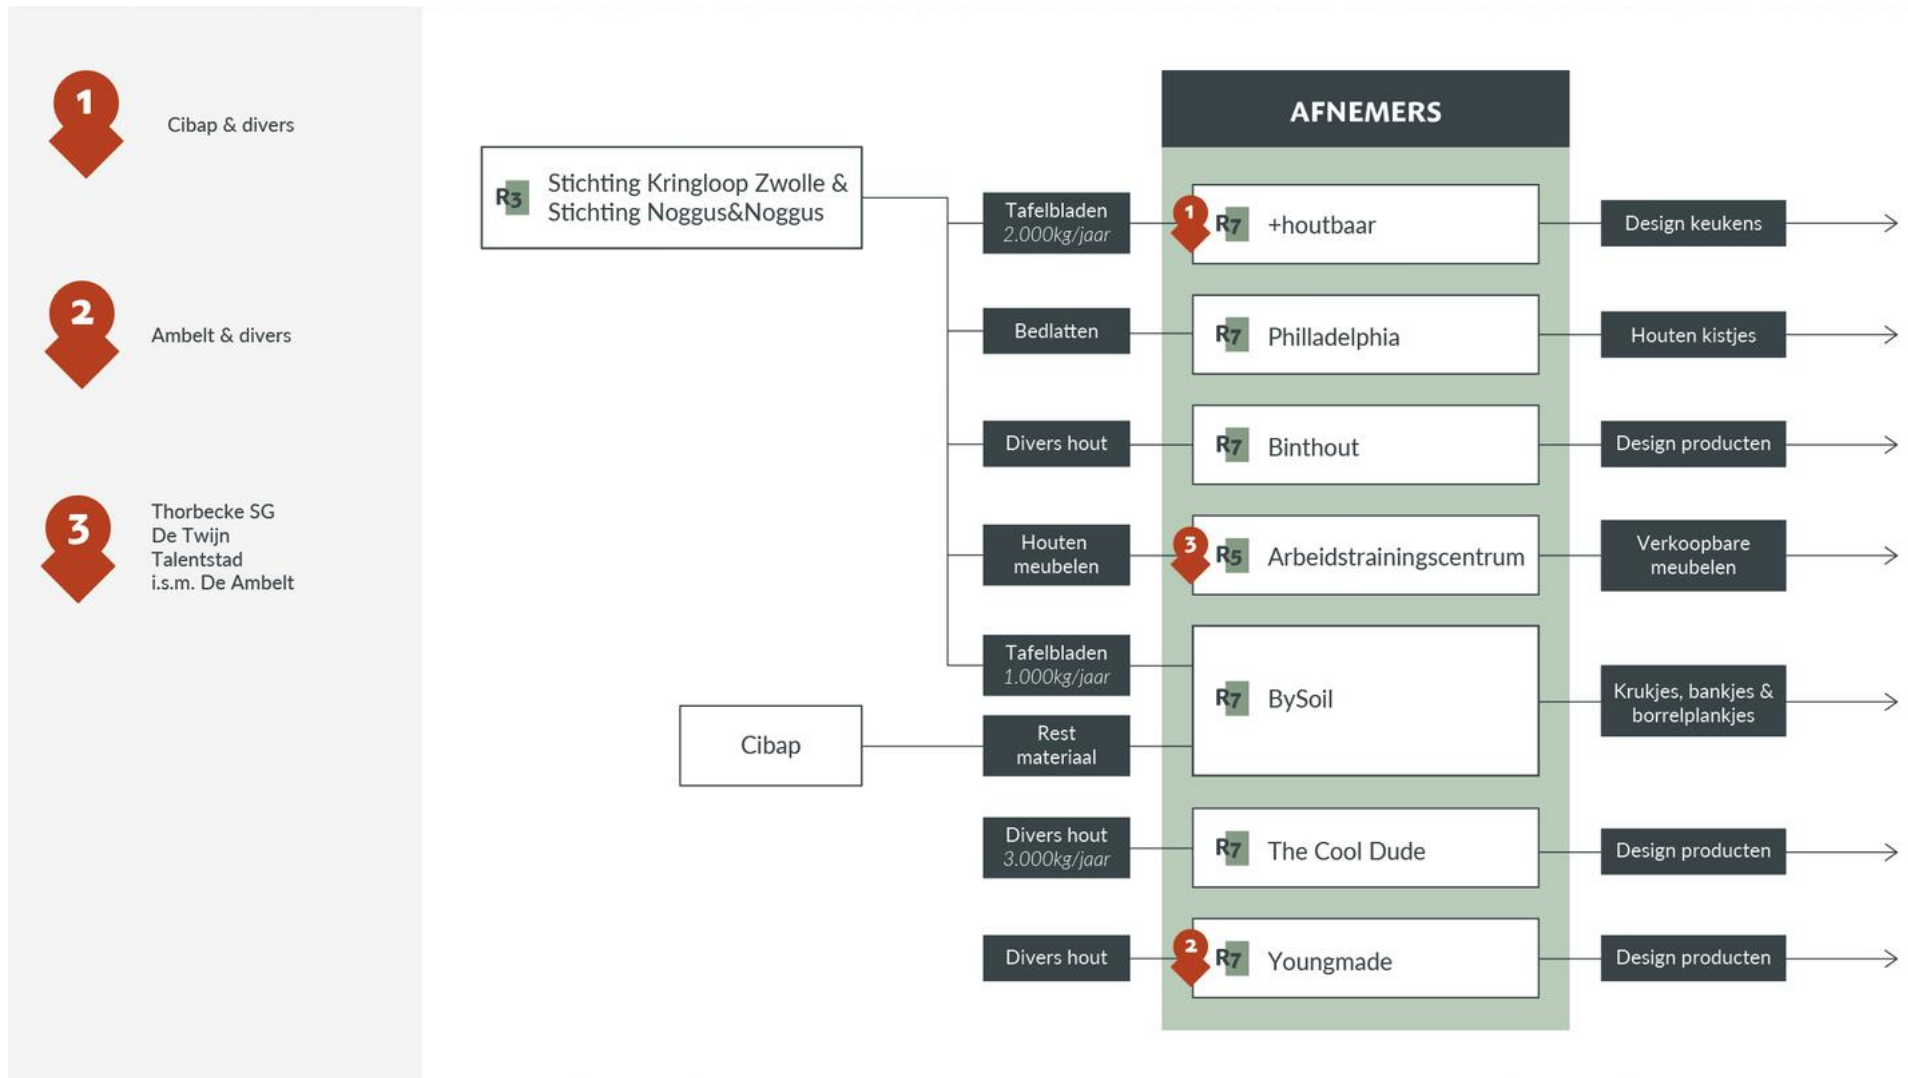 1
Cibap & divers
2
Ambelt & divers
3
Thorbecke SG
De Twijn
Talentstad
i.s.m. De Ambelt
AFNEMERS
R3
Stichting Kringloop Zwolle &
Stichting Noggus&Noggus
Tafelbladen
2.000kg/jaar
1
R7
+houtbaar
Design keukens
Bedlatten
R7
Philladelphia
Houten kistjes
Divers hout
R7
Binthout
Design producten
Houten
meubelen
3
R5
Arbeidstrainingscentrum
Verkoopbare
meubelen
Tafelbladen
1.000kg/jaar
Cibap
Rest
materiaal
R7
BySoil
Krukjes, bankjes &
borrelplankjes
Divers hout
3.000kg/jaar
R7
The Cool Dude
Design producten
Divers hout
2
R7
Youngmade
Design producten